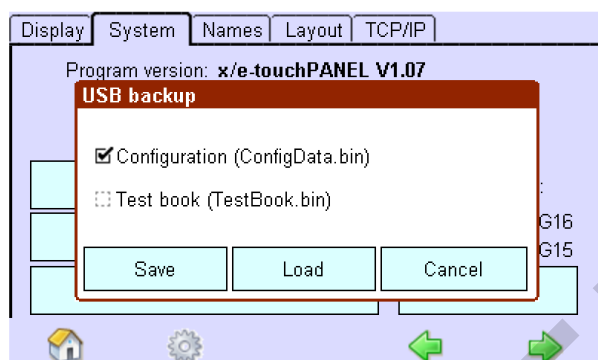 Display System Names Layout TCP/IP
Program version: x/e-touchPANEL V1.07
USB backup
Configuration (ConfigData.bin)
Test book (TestBook.bin)
:
G16
G15
Save Load Cancel